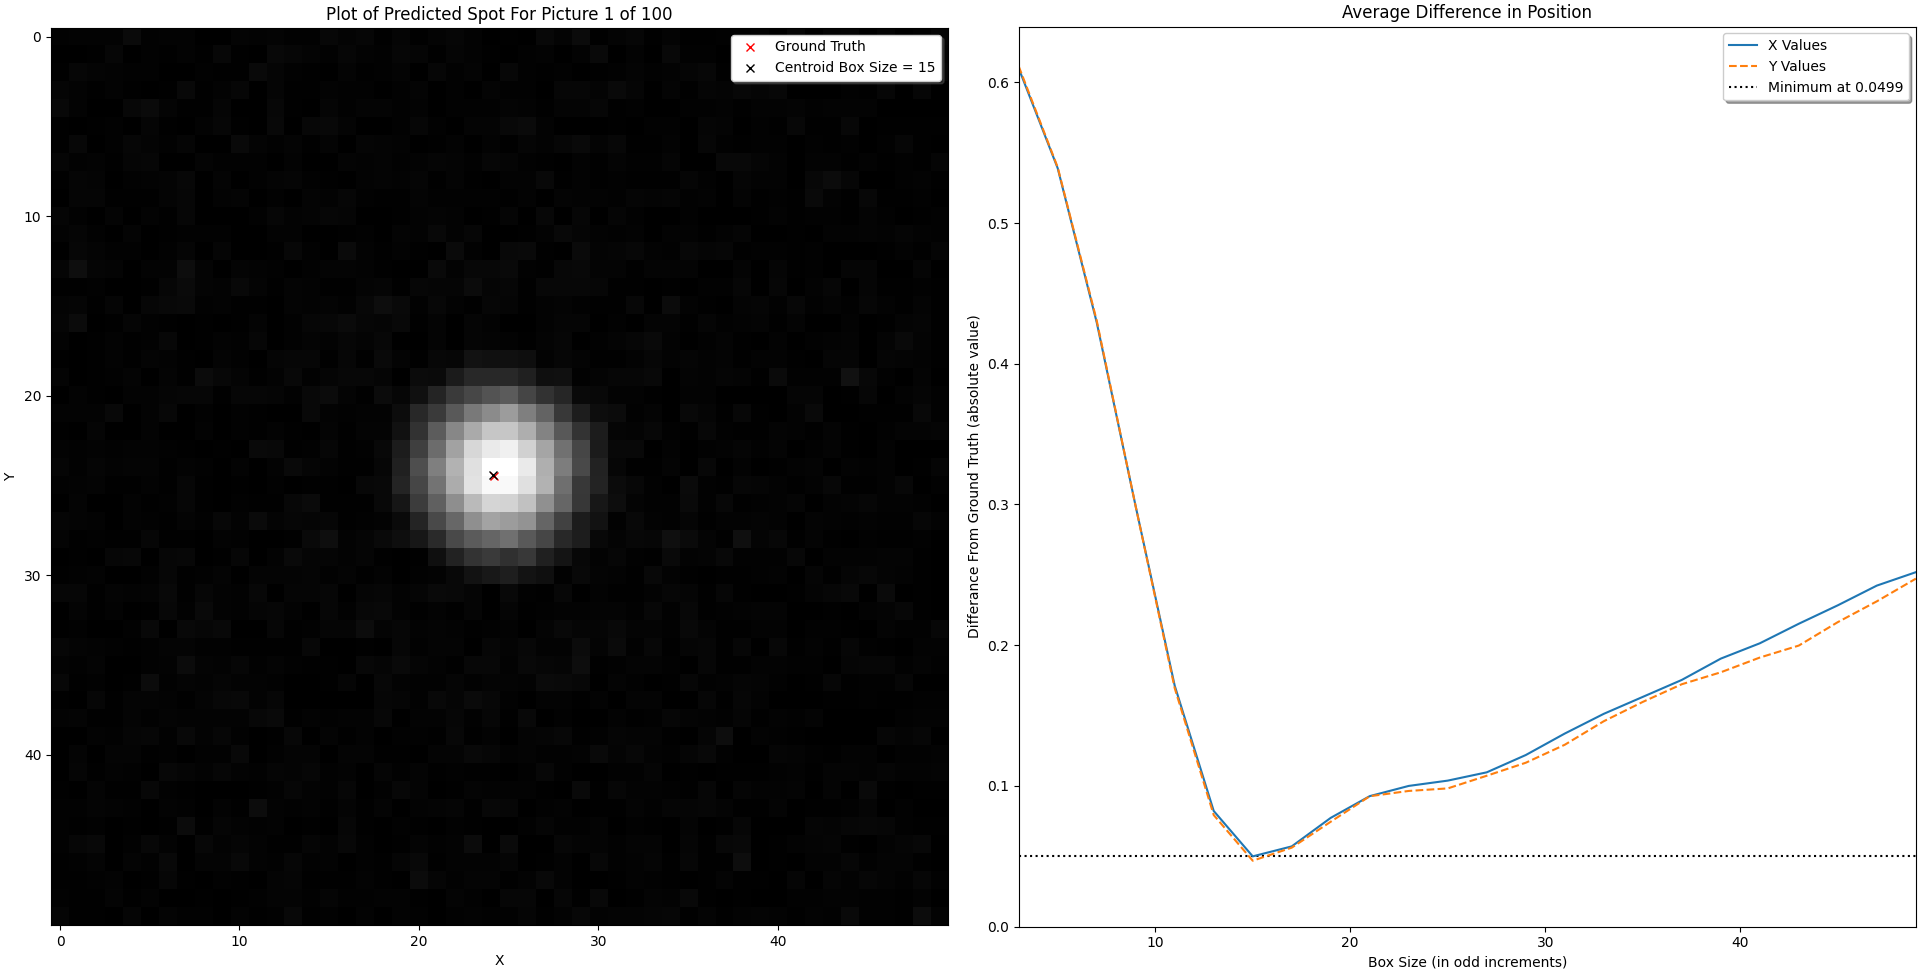 Plot of Predicted Spot For Picture 1 of 100
Ground Truth
Centroid Box Size = 15
0
10
20
30
40
Y
0
10
20
30
40
X
Average Difference in Position
X Values
Y Values
Minimum at 0.0499
0.6
0.5
0.4
0.3
0.2
0.1
0.0
Differance From Ground Truth (absolute value)
10
20
30
40
Box Size (in odd increments)